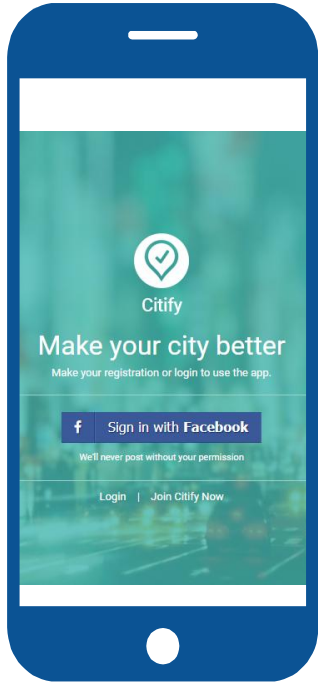 Citify
Make your city better
Make your registration or login to use the app.
f Sign in with Facebook
We'll never post without your permission
Login | Join Citify Now